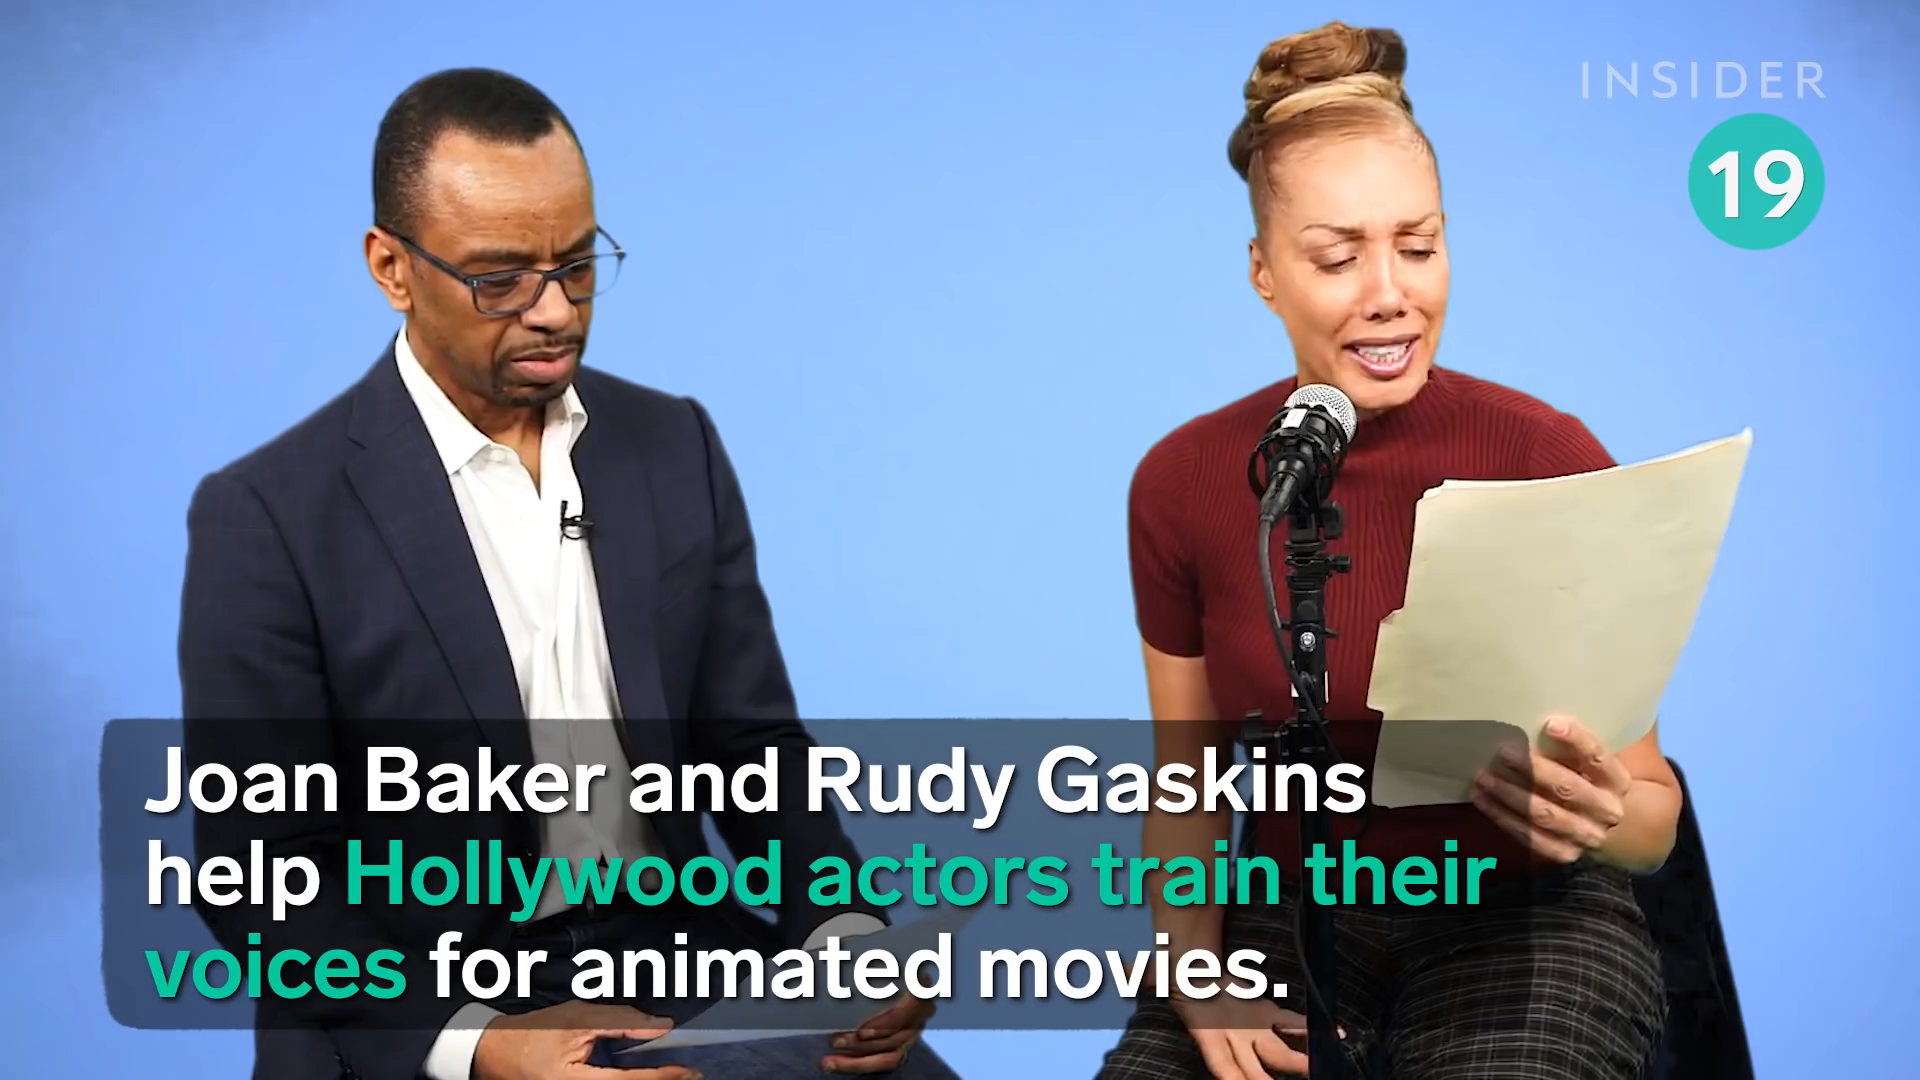 INSIDER
19
Joan Baker and Rudy Gaskins
help Hollywood actors train their
voices for animated movies.